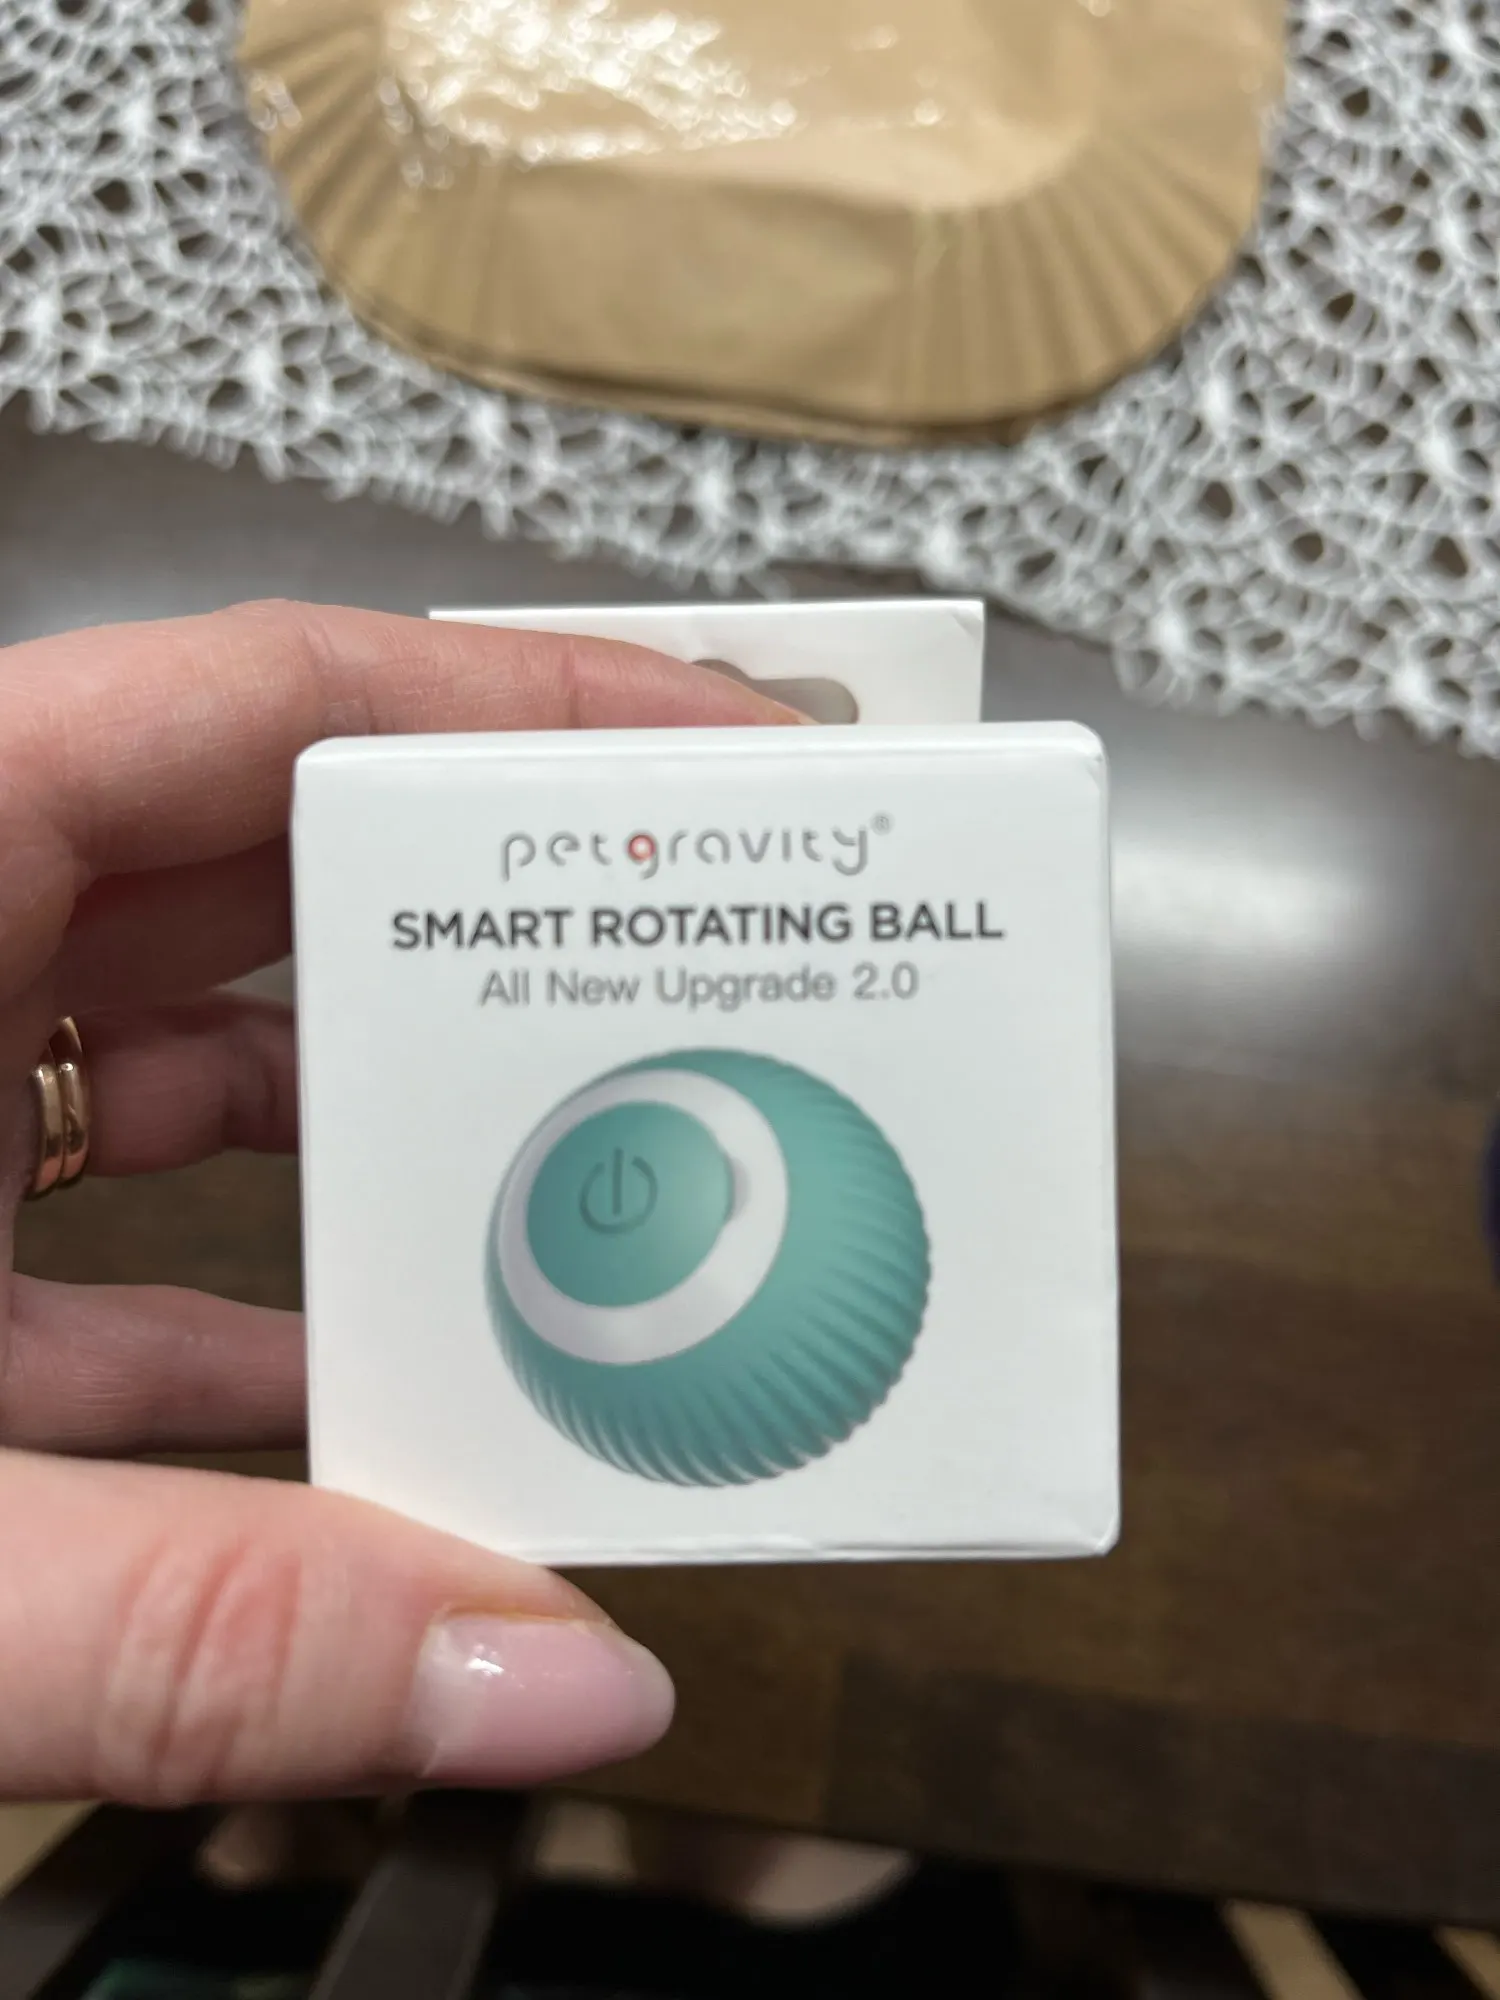 petgravity®
SMART ROTATING BALL
All New Upgrade 2.0